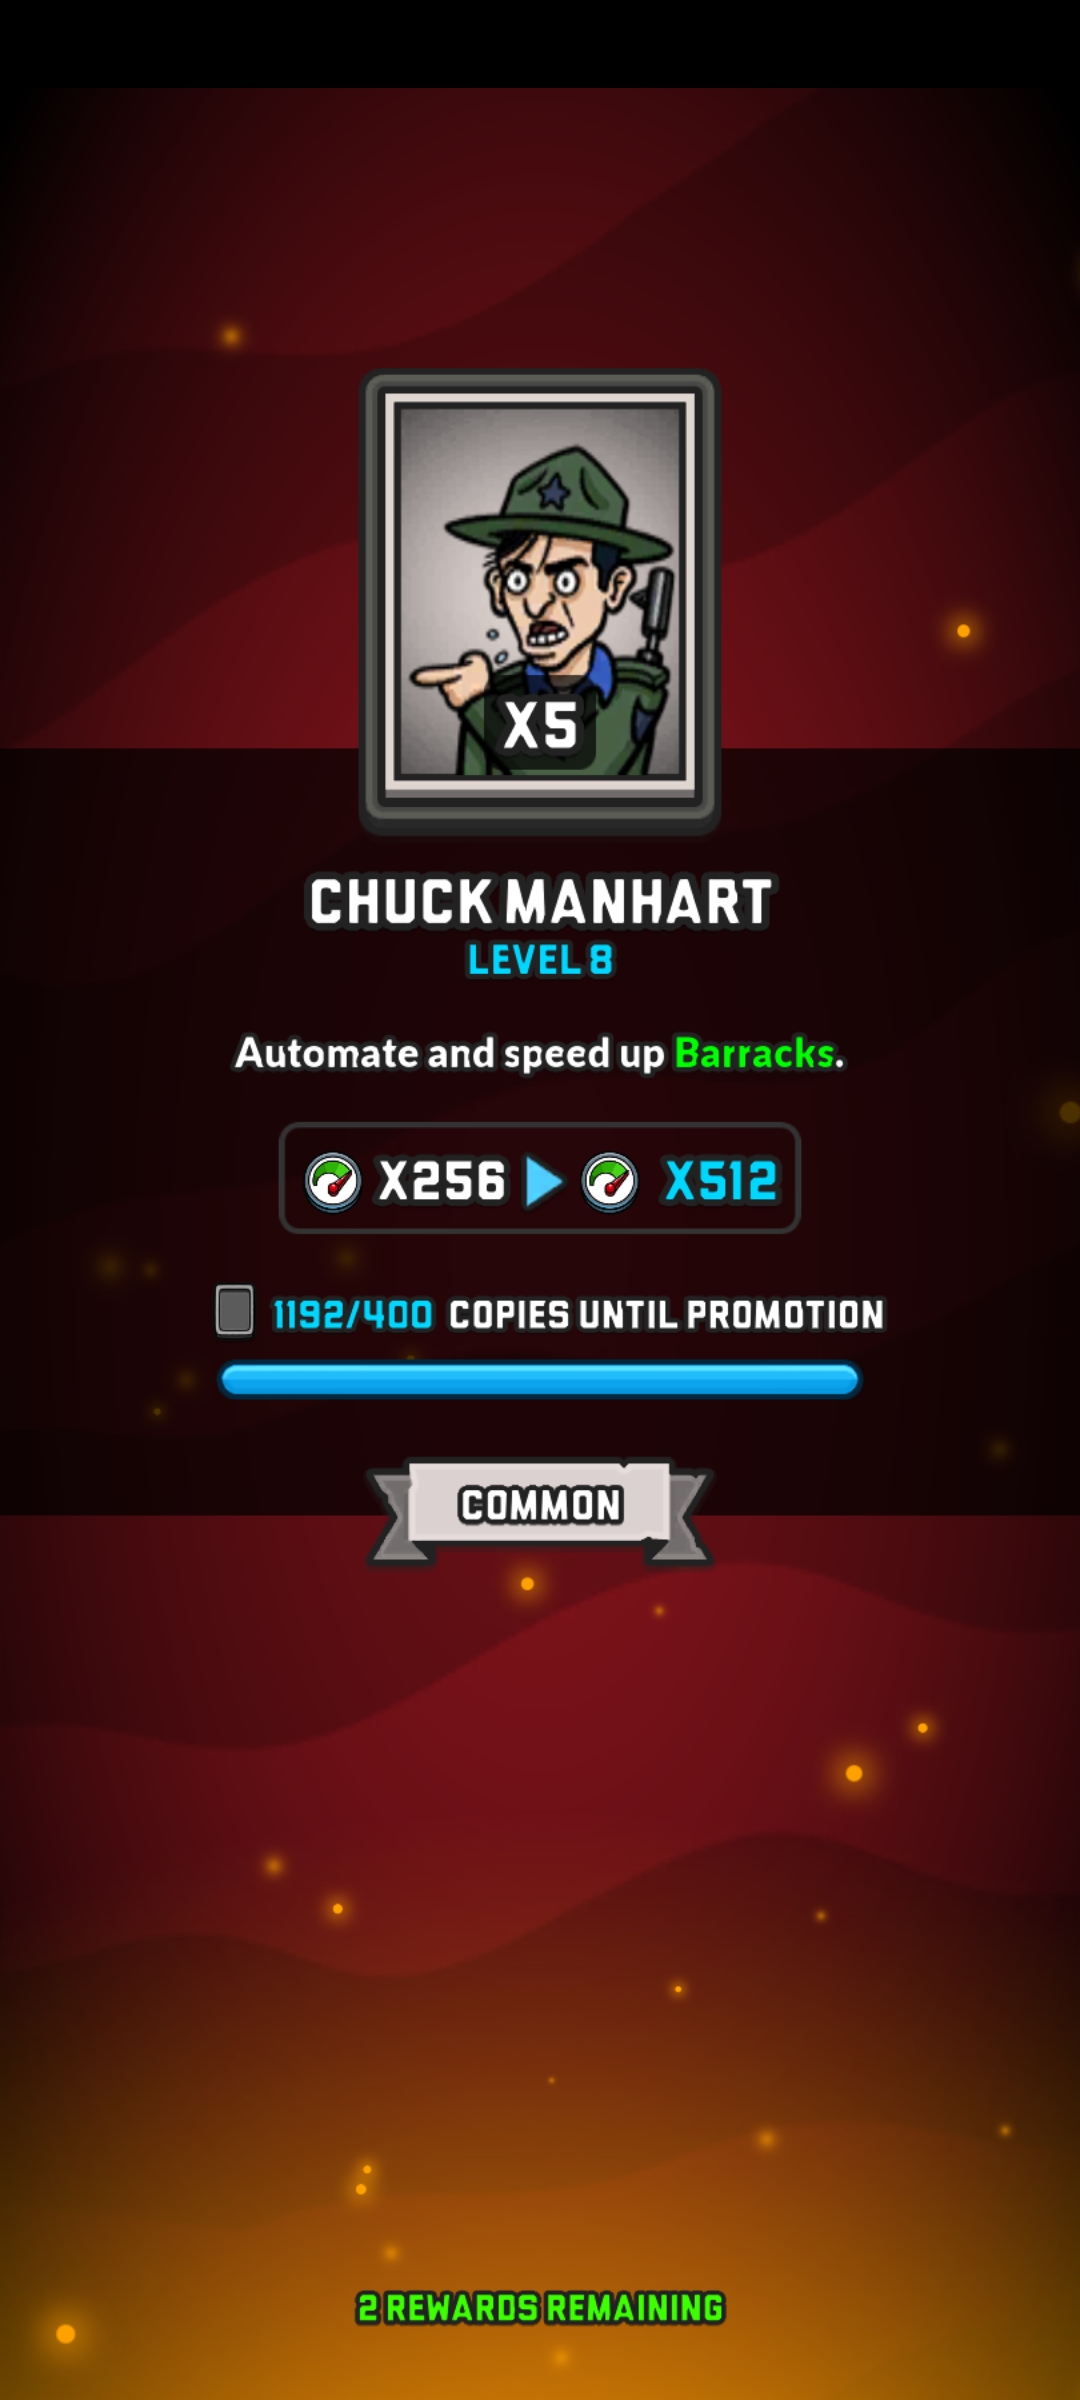 X5
CHUCK MANHART
LEVEL 8
Automate and speed up Barracks.
X256 X512
1192/400 COPIES UNTIL PROMOTION
COMMON
2 REWARDS REMAINING